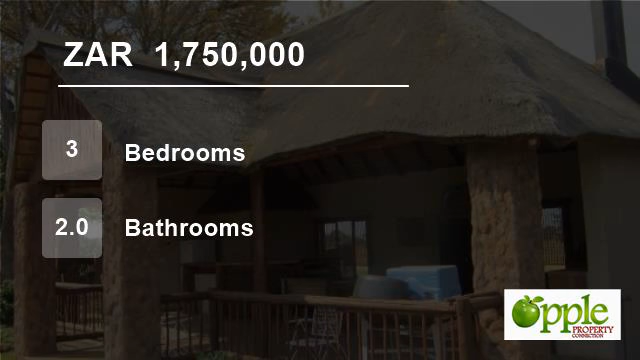 ZAR 1,750,000
3 Bedrooms
2.0 Bathrooms
pple
PROPERTY
CONNECTION